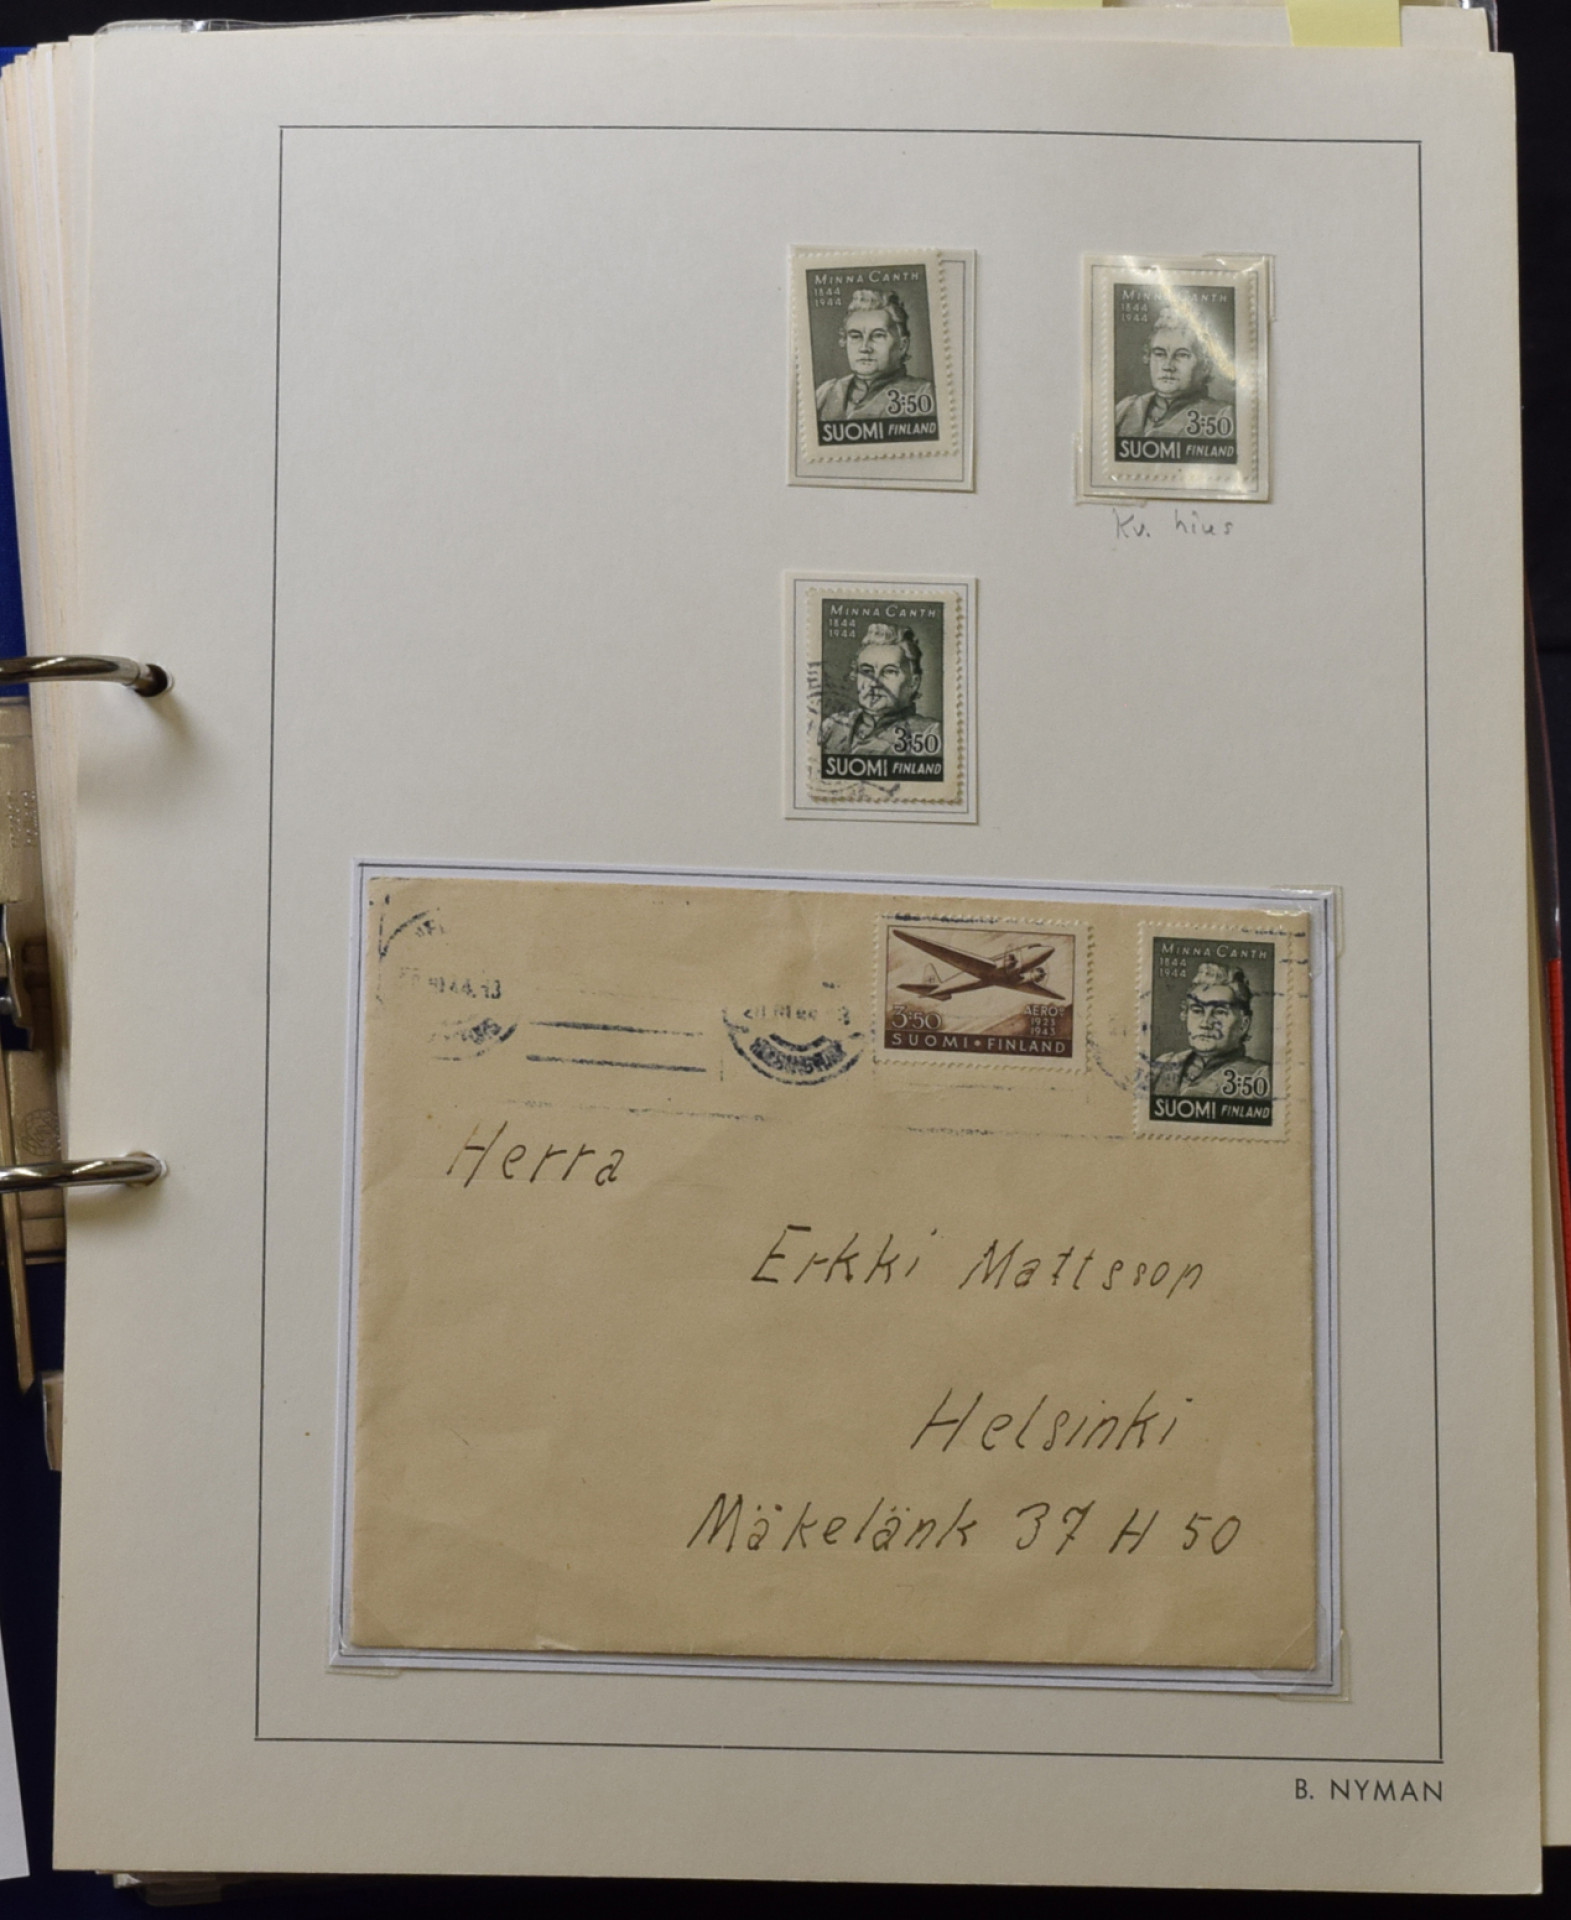 MINNA CANTH
1844
1944
3:50
SUOMI FINLAND
MINNA CANTH
1844
1944
3:50
SUOMI FINLAND
Kv. hius
MINNA CANTH
1844
1944
3:50
SUOMI FINLAND
3:50
AERO
1923
1943
SUOMI • FINLAND
MINNA CANTH
1844
1944
3:50
SUOMI FINLAND
Herra
Erkki Mattsson
Helsinki
Mäkelänk 37 H 50
B. NYMAN